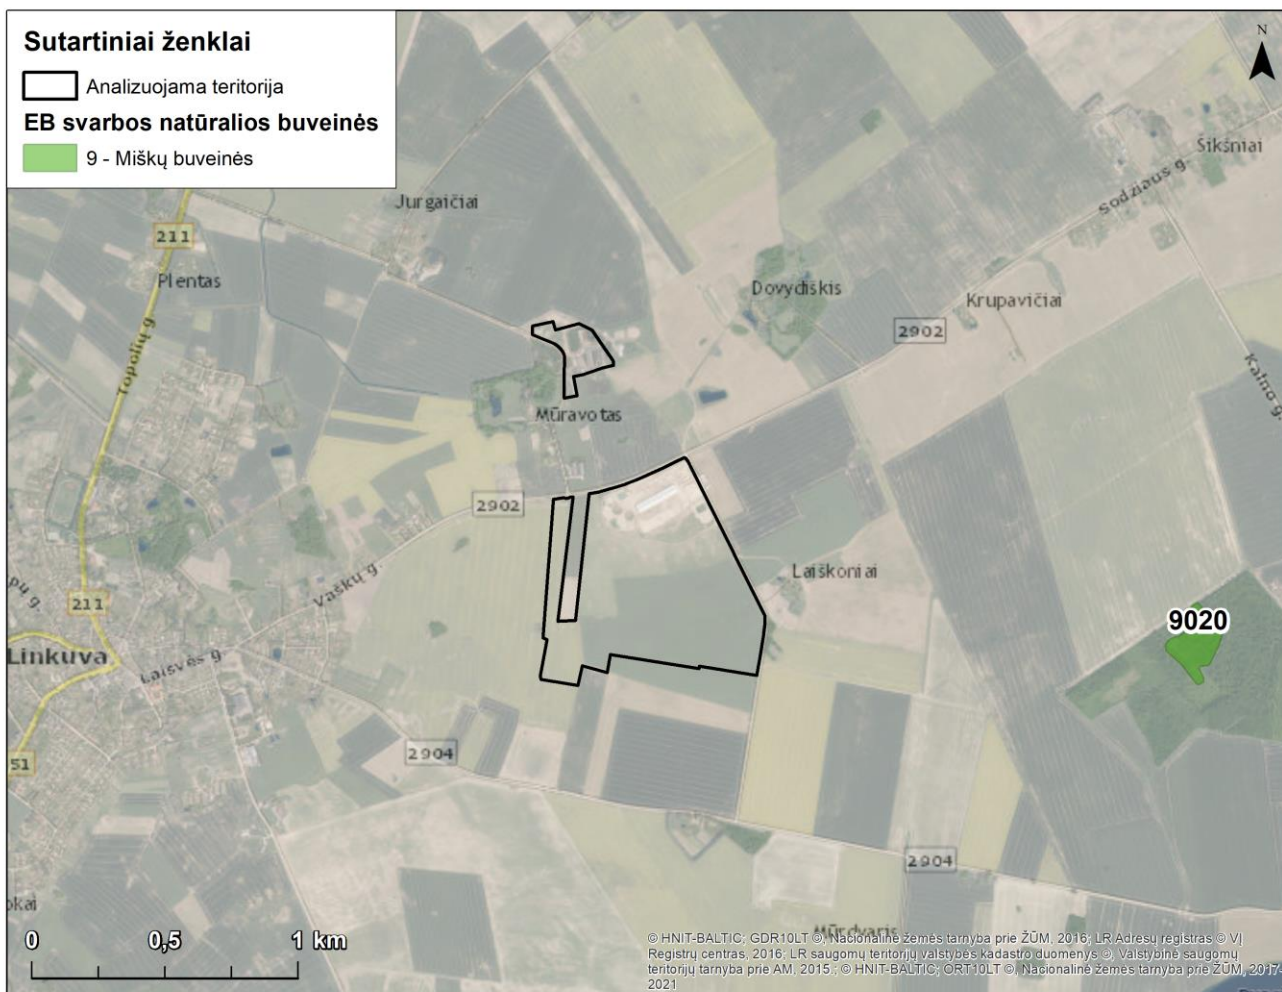 Sutartiniai ženklai
Analizuojama teritorija
EB svarbos natūralios buveinės
9 - Miškų buveinės
N
Šikšniai
Sodžiaus g.
Jurgaičiai
211
Plentas
Dovydiškis
Krupavičiai
2902
Topolių g.
Kalno g.
Mūravotas
2902
Laiškoniai
Vaškų g.
211
pų g.
9020
Linkuva
Laisvės g.
2904
51
2904
okai
Mūrdvaris
0
0,5
1 km
© HNIT-BALTIC; GDR10LT ©, Nacionalinė žemės tarnyba prie ŽŪM, 2016; LR Adresų registras © VĮ
Registrų centras, 2016; LR saugomų teritorijų valstybės kadastro duomenys ©, Valstybinė saugomų
teritorijų tarnyba prie AM, 2015.; © HNIT-BALTIC; ORT10LT ©, Nacionalinė žemės tarnyba prie ŽŪM, 2017-
2021